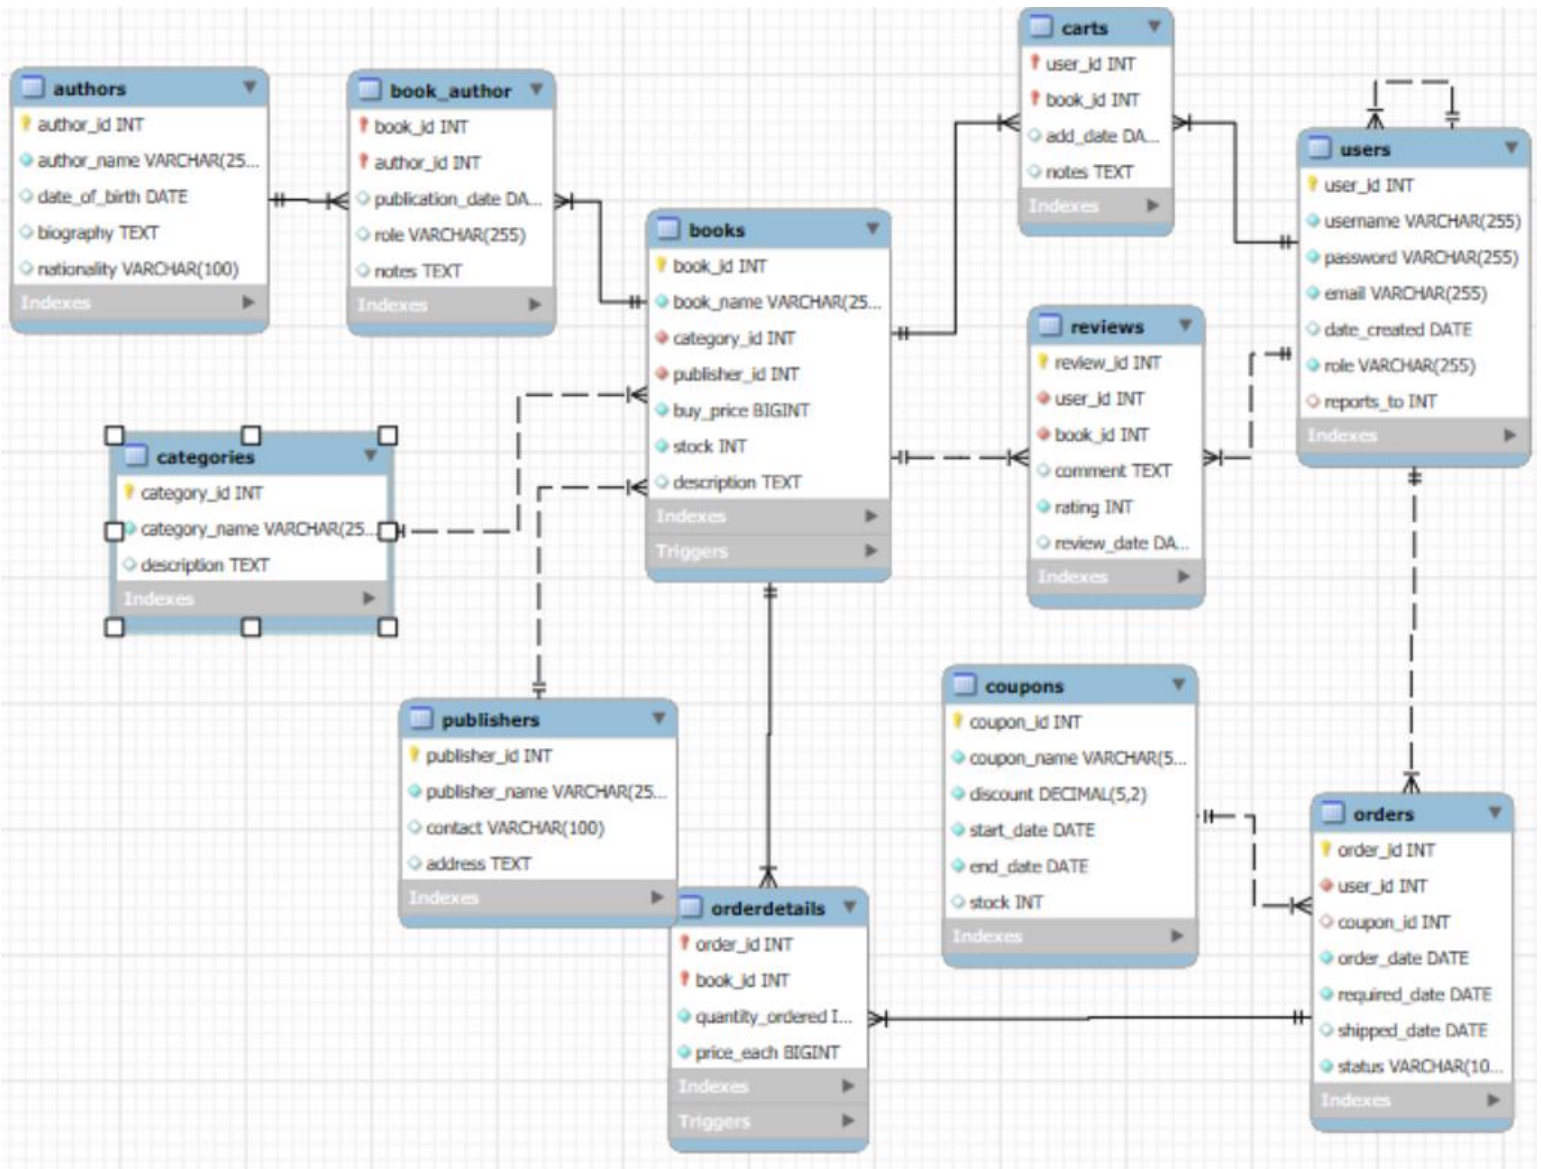 authors
author_id INT
author_name VARCHAR(25...
date_of_birth DATE
biography TEXT
nationality VARCHAR(100)
Indexes
book_author
book_id INT
author_id INT
publication_date DA...
role VARCHAR(255)
notes TEXT
Indexes
books
book_id INT
book_name VARCHAR(25...
category_id INT
publisher_id INT
buy_price BIGINT
stock INT
description TEXT
Indexes
Triggers
carts
user_id INT
book_id INT
add_date DA...
notes TEXT
Indexes
users
user_id INT
username VARCHAR(255)
password VARCHAR(255)
email VARCHAR(255)
date_created DATE
role VARCHAR(255)
reports_to INT
Indexes
reviews
review_id INT
user_id INT
book_id INT
comment TEXT
rating INT
review_date DA...
Indexes
categories
category_id INT
category_name VARCHAR(25...
description TEXT
Indexes
publishers
publisher_id INT
publisher_name VARCHAR(25...
contact VARCHAR(100)
address TEXT
Indexes
coupons
coupon_id INT
coupon_name VARCHAR(5...
discount DECIMAL(5,2)
start_date DATE
end_date DATE
stock INT
Indexes
orders
order_id INT
user_id INT
coupon_id INT
order_date DATE
required_date DATE
shipped_date DATE
status VARCHAR(10...
Indexes
orderdetails
order_id INT
book_id INT
quantity_ordered I...
price_each BIGINT
Indexes
Triggers